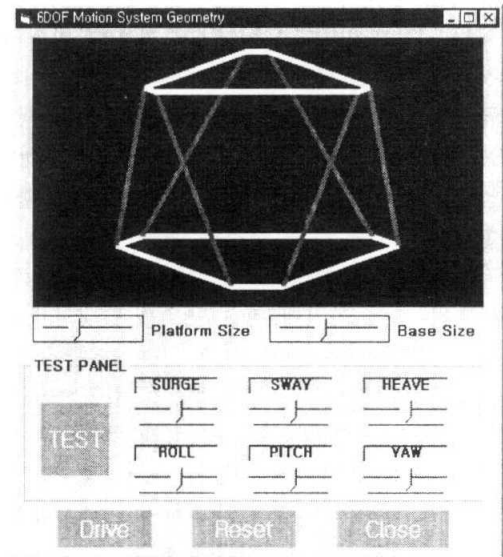 6DOF Motion System Geometry
Platform Size Base Size
TEST PANEL
SURGE SWAY HEAVE
TEST
ROLL PITCH YAW
Drive Reset Close